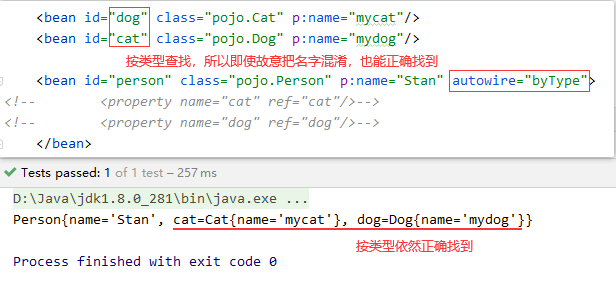 <bean id="dog" class="pojo.Cat" p:name="mycat"/>
<bean id="cat" class="pojo.Dog" p:name="mydog"/>
按类型查找，所以即使故意把名字混淆，也能正确找到
<bean id="person" class="pojo.Person" p:name="Stan" autowire="byType">
<!--        <property name="cat" ref="cat"/>-->
<!--        <property name="dog" ref="dog"/>-->
</bean>
Tests passed: 1 of 1 test – 257 ms
D:\Java\jdk1.8.0_281\bin\java.exe ...
Person{name='Stan', cat=Cat{name='mycat'}, dog=Dog{name='mydog'}}
按类型依然正确找到
Process finished with exit code 0